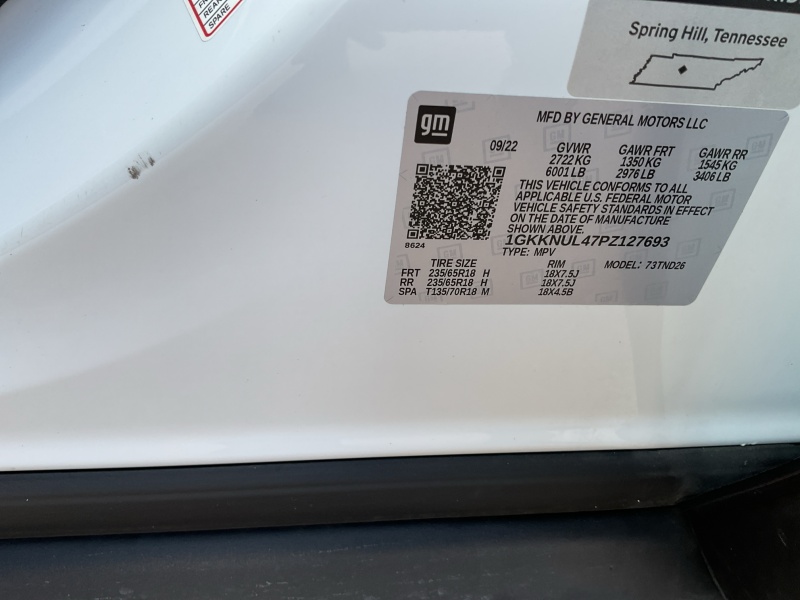 REAR
SPARE
Spring Hill, Tennessee
gm
MFD BY GENERAL MOTORS LLC
09/22 GVWR GAWR FRT GAWR RR
2722 KG 1350 KG 1545 KG
6001 LB 2976 LB 3406 LB
THIS VEHICLE CONFORMS TO ALL
APPLICABLE U.S. FEDERAL MOTOR
VEHICLE SAFETY STANDARDS IN EFFECT
ON THE DATE OF MANUFACTURE
SHOWN ABOVE.
8624
1GKKNUL47PZ127693
TYPE: MPV
TIRE SIZE RIM MODEL: 73TND26
FRT 235/65R18 H 18X7.5J
RR 235/65R18 H 18X7.5J
SPA T135/70R18 M 18X4.5B